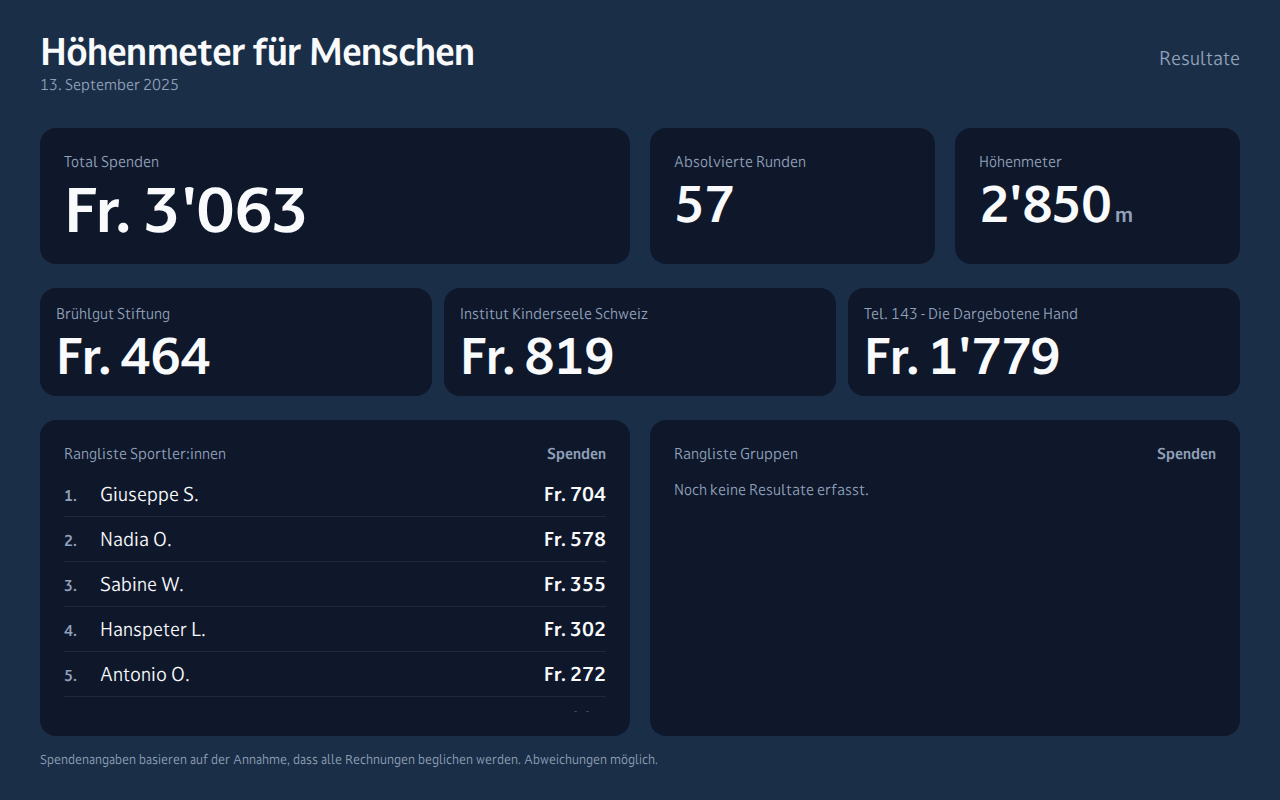 Höhenmeter für Menschen
13. September 2025
Resultate
Total Spenden
Fr. 3'063
Absolvierte Runden
57
Höhenmeter
2'850 m
Brühlgut Stiftung
Fr. 464
Institut Kinderseele Schweiz
Fr. 819
Tel. 143 - Die Dargebotene Hand
Fr. 1'779
Rangliste Sportler:innen Spenden
1. Giuseppe S. Fr. 704
2. Nadia O. Fr. 578
3. Sabine W. Fr. 355
4. Hanspeter L. Fr. 302
5. Antonio O. Fr. 272
Rangliste Gruppen Spenden
Noch keine Resultate erfasst.
Spendenangaben basieren auf der Annahme, dass alle Rechnungen beglichen werden. Abweichungen möglich.